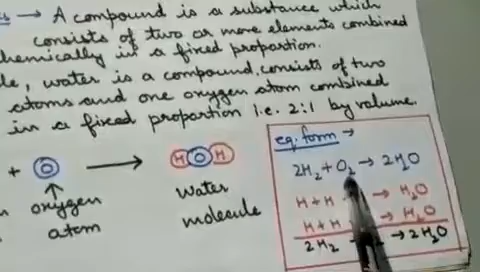 → A compound is a substance which
consists of two or more elements combined
chemically in a fixed proportion.
, water is a compound, consists of two
atoms and one oxygen atom combined
in a fixed proportion i.e. 2:1 by volume.
eq. form →
+ O → H O H
2H₂ + O₂ → 2H₂O
H + H → H₂O
H + H → H₂O
2H₂ → 2H₂O
oxygen
atom
water
molecule